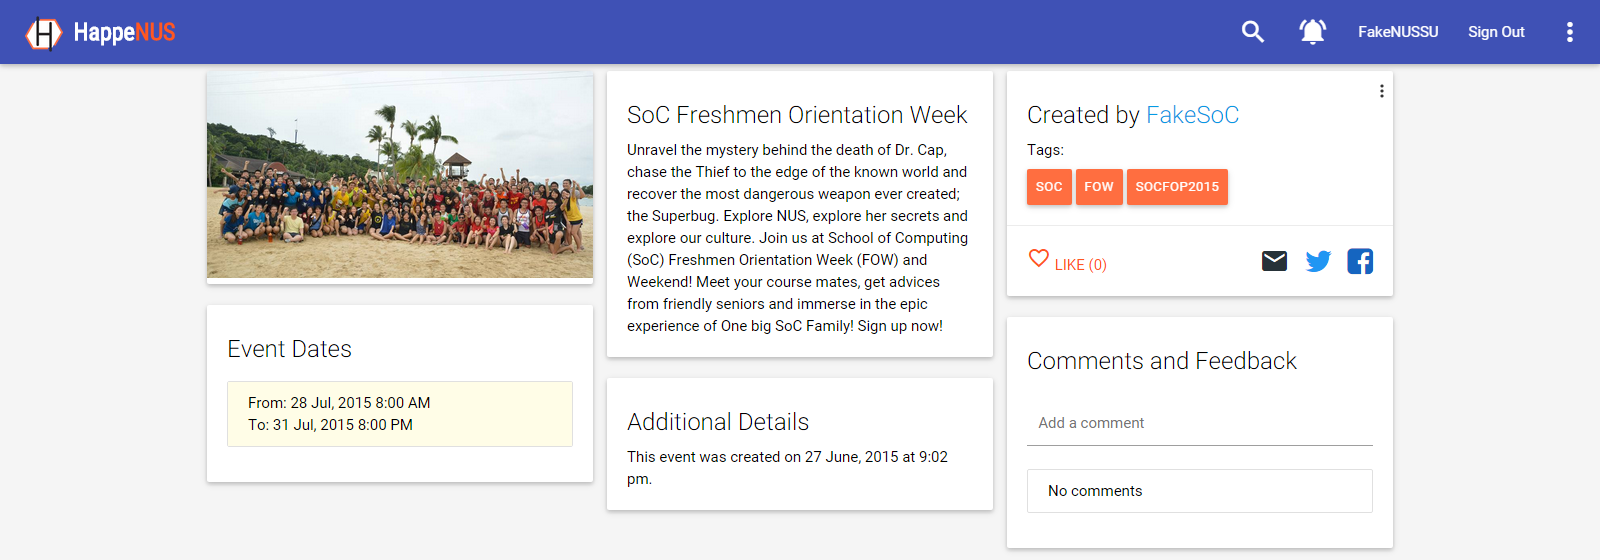 HappeNUS
FakeNUSSU
Sign Out
SoC Freshmen Orientation Week
Unravel the mystery behind the death of Dr. Cap,
chase the Thief to the edge of the known world and
recover the most dangerous weapon ever created;
the Superbug. Explore NUS, explore her secrets and
explore our culture. Join us at School of Computing
(SoC) Freshmen Orientation Week (FOW) and
Weekend! Meet your course mates, get advices
from friendly seniors and immerse in the epic
experience of One big SoC Family! Sign up now!
Created by FakeSoC
Tags:
SOC FOW SOCFOP2015
LIKE (0)
Event Dates
From: 28 Jul, 2015 8:00 AM
To: 31 Jul, 2015 8:00 PM
Additional Details
This event was created on 27 June, 2015 at 9:02
pm.
Comments and Feedback
Add a comment
No comments